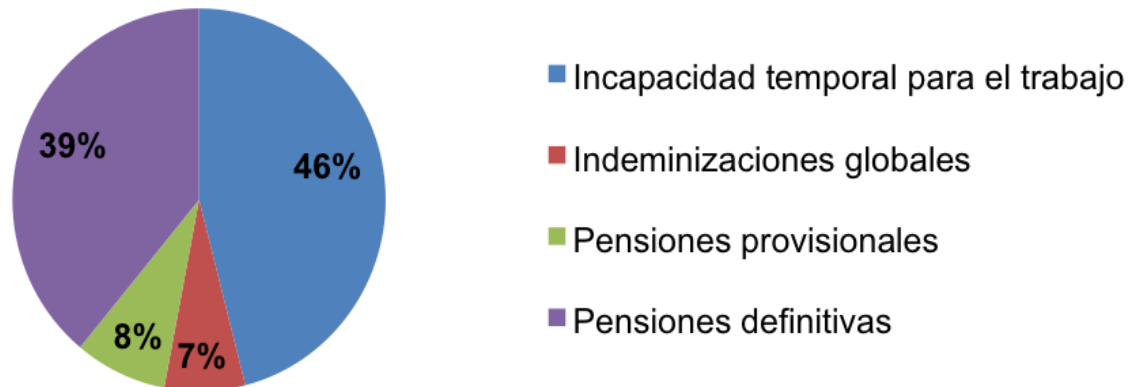 39%
46%
8%
7%
Incapacidad temporal para el trabajo
Indeminizaciones globales
Pensiones provisionales
Pensiones definitivas